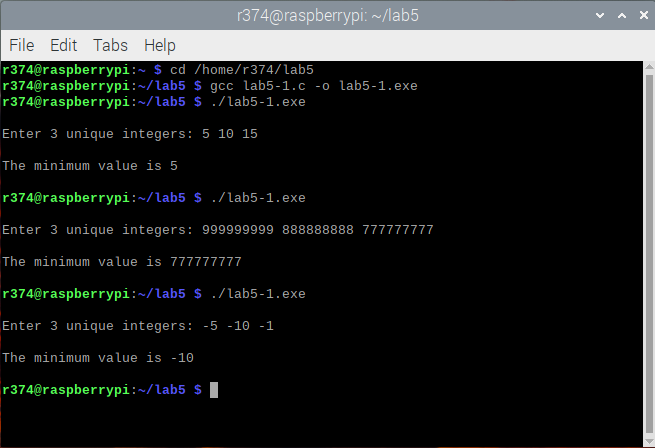 r374@raspberrypi: ~/lab5
File Edit Tabs Help
r374@raspberrypi:~ $ cd /home/r374/lab5
r374@raspberrypi:~/lab5 $ gcc lab5-1.c -o lab5-1.exe
r374@raspberrypi:~/lab5 $ ./lab5-1.exe
Enter 3 unique integers: 5 10 15
The minimum value is 5
r374@raspberrypi:~/lab5 $ ./lab5-1.exe
Enter 3 unique integers: 999999999 888888888 777777777
The minimum value is 777777777
r374@raspberrypi:~/lab5 $ ./lab5-1.exe
Enter 3 unique integers: -5 -10 -1
The minimum value is -10
r374@raspberrypi:~/lab5 $